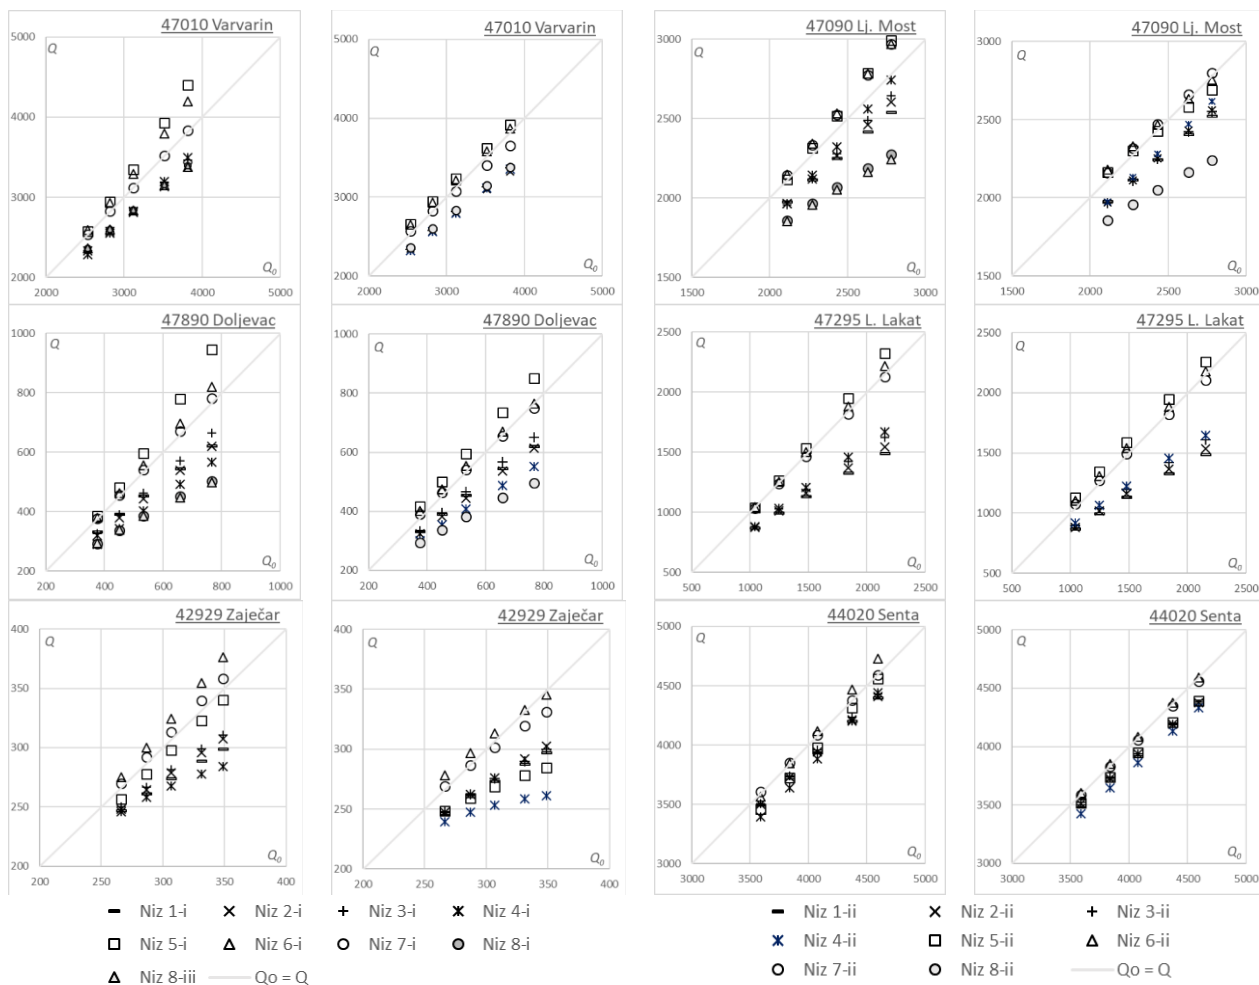 47010 Varvarin
5000
Q
4000
3000
2000
Q₀
2000 3000 4000 5000
47010 Varvarin
5000
Q
4000
3000
2000
Q₀
2000 3000 4000 5000
47090 Lj. Most
3000
Q
2500
2000
1500
Q₀
1500 2000 2500 3000
47090 Lj. Most
3000
Q
2500
2000
1500
Q₀
1500 2000 2500 3000
47890 Doljevac
1000
Q
800
600
400
200
Q₀
200 400 600 800 1000
47890 Doljevac
1000
Q
800
600
400
200
Q₀
200 400 600 800 1000
47295 L. Lakat
2500
Q
2000
1500
1000
500
Q₀
500 1000 1500 2000 2500
47295 L. Lakat
2500
Q
2000
1500
1000
500
Q₀
500 1000 1500 2000 2500
42929 Zaječar
400
Q
350
300
250
200
Q₀
200 250 300 350 400
42929 Zaječar
400
Q
350
300
250
200
Q₀
200 250 300 350 400
44020 Senta
5000
Q
4500
4000
3500
3000
Q₀
3000 3500 4000 4500 5000
44020 Senta
5000
Q
4500
4000
3500
3000
Q₀
3000 3500 4000 4500 5000
Niz 1-i Niz 2-i Niz 3-i Niz 4-i
Niz 5-i Niz 6-i Niz 7-i Niz 8-i
Niz 8-iii Qo = Q
Niz 1-ii Niz 2-ii Niz 3-ii
Niz 4-ii Niz 5-ii Niz 6-ii
Niz 7-ii Niz 8-ii Qo = Q